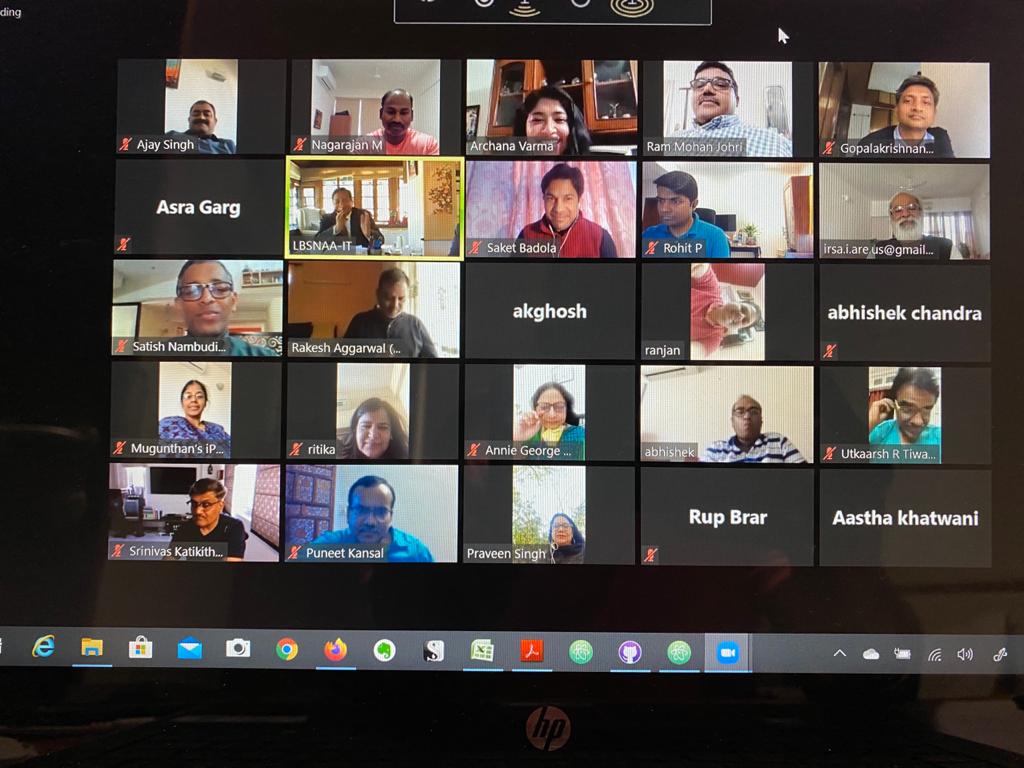 ding
Ajay Singh
Nagarajan M
Archana Varma
Ram Mohan Johri
Gopalakrishnan...
Asra Garg
LBSNAA-IT
Saket Badola
Rohit P
irsa.i.are.us@gmail...
Satish Nambudi...
Rakesh Aggarwal (...
akghosh
ranjan
abhishek chandra
Mugunthan's iP...
ritika
Annie George ...
abhishek
Utkaarsh R Tiwa...
Srinivas Katikith...
Puneet Kansal
Praveen Singh
Rup Brar
Aastha khatwani
hp